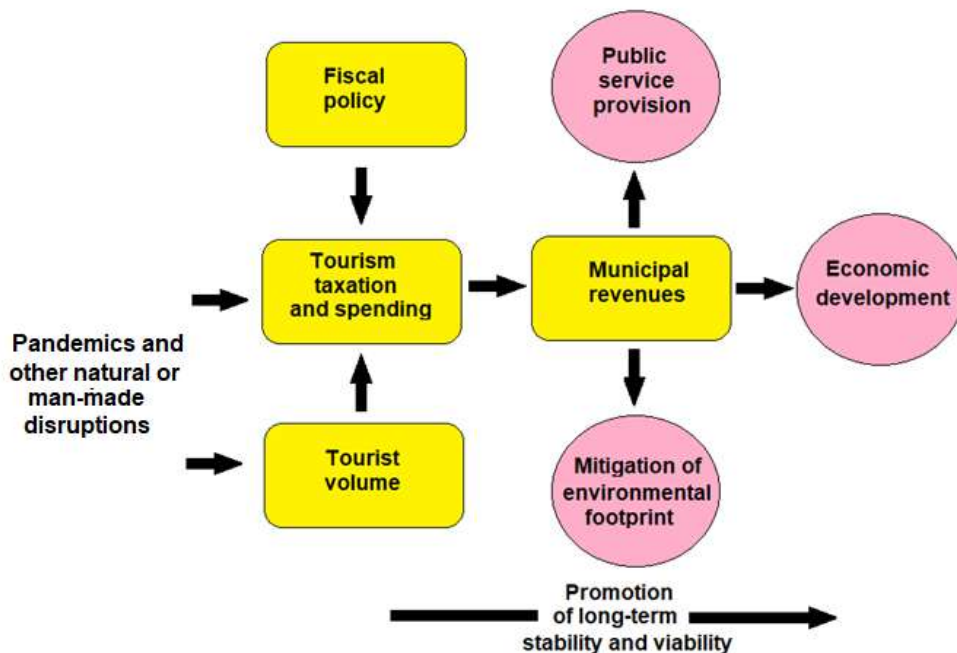 Fiscal
policy
Public
service
provision
Tourism
taxation
and spending
Municipal
revenues
Economic
development
Pandemics and
other natural or
man-made
disruptions
Tourist
volume
Mitigation of
environmental
footprint
Promotion
of long-term
stability and viability